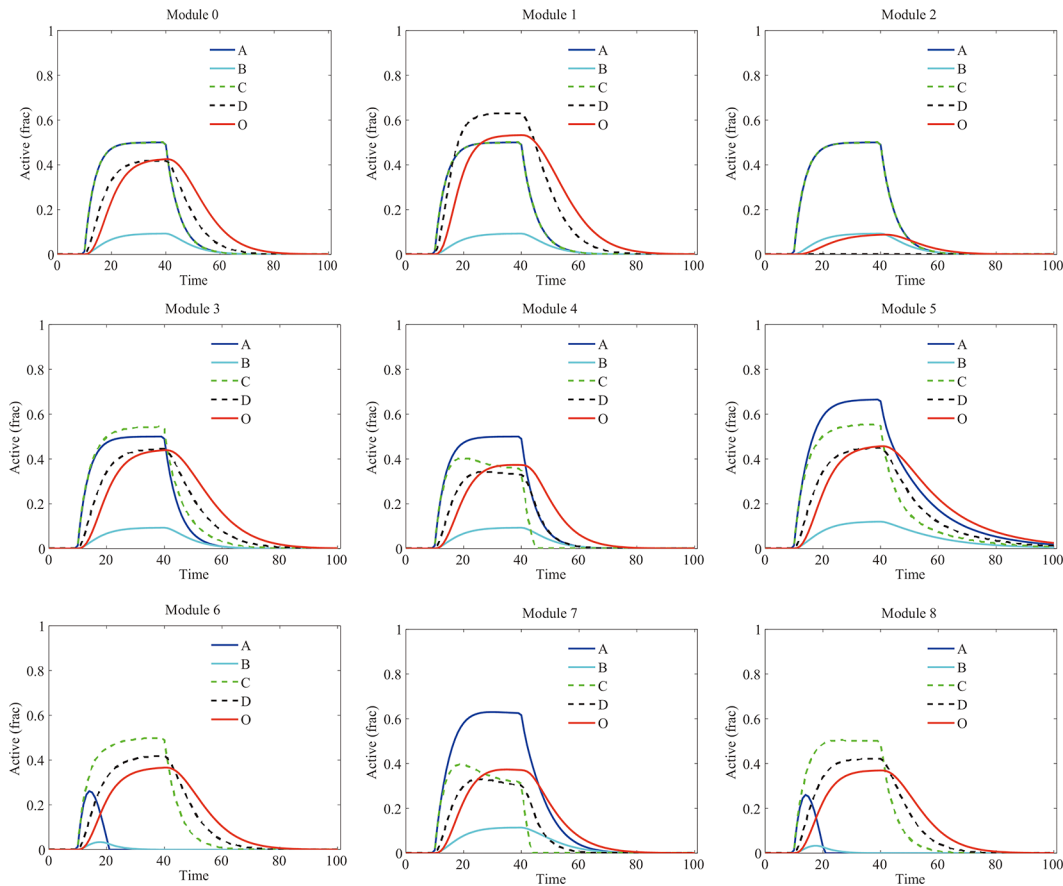 Module 0
Active (frac)
1
0.8
0.6
0.4
0.2
0
A
B
C
D
O
0 20 40 60 80 100
Time
Module 1
Active (frac)
1
0.8
0.6
0.4
0.2
0
A
B
C
D
O
0 20 40 60 80 100
Time
Module 2
Active (frac)
1
0.8
0.6
0.4
0.2
0
A
B
C
D
O
0 20 40 60 80 100
Time
Module 3
Active (frac)
1
0.8
0.6
0.4
0.2
0
A
B
C
D
O
0 20 40 60 80 100
Time
Module 4
Active (frac)
1
0.8
0.6
0.4
0.2
0
A
B
C
D
O
0 20 40 60 80 100
Time
Module 5
Active (frac)
1
0.8
0.6
0.4
0.2
0
A
B
C
D
O
0 20 40 60 80 100
Time
Module 6
Active (frac)
1
0.8
0.6
0.4
0.2
0
A
B
C
D
O
0 20 40 60 80 100
Time
Module 7
Active (frac)
1
0.8
0.6
0.4
0.2
0
A
B
C
D
O
0 20 40 60 80 100
Time
Module 8
Active (frac)
1
0.8
0.6
0.4
0.2
0
A
B
C
D
O
0 20 40 60 80 100
Time